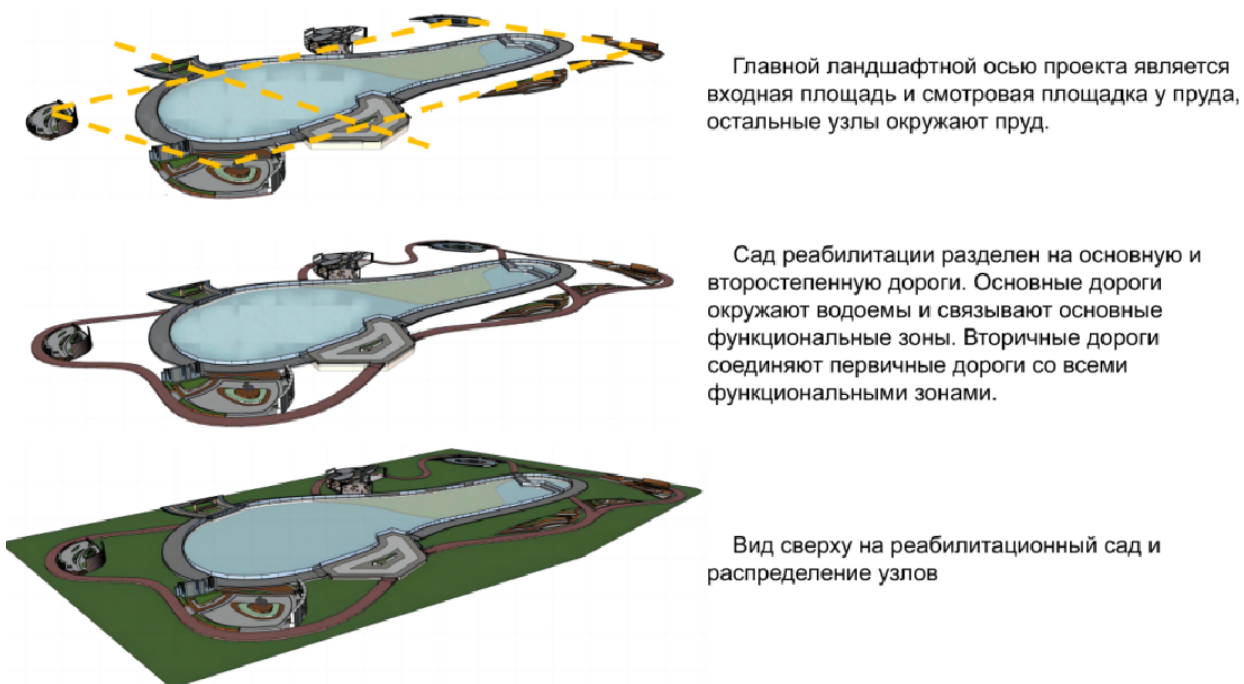 Главной ландшафтной осью проекта является
входная площадь и смотровая площадка у пруда,
остальные узлы окружают пруд.
Сад реабилитации разделен на основную и
второстепенную дороги. Основные дороги
окружают водоемы и связывают основные
функциональные зоны. Вторичные дороги
соединяют первичные дороги со всеми
функциональными зонами.
Вид сверху на реабилитационный сад и
распределение узлов